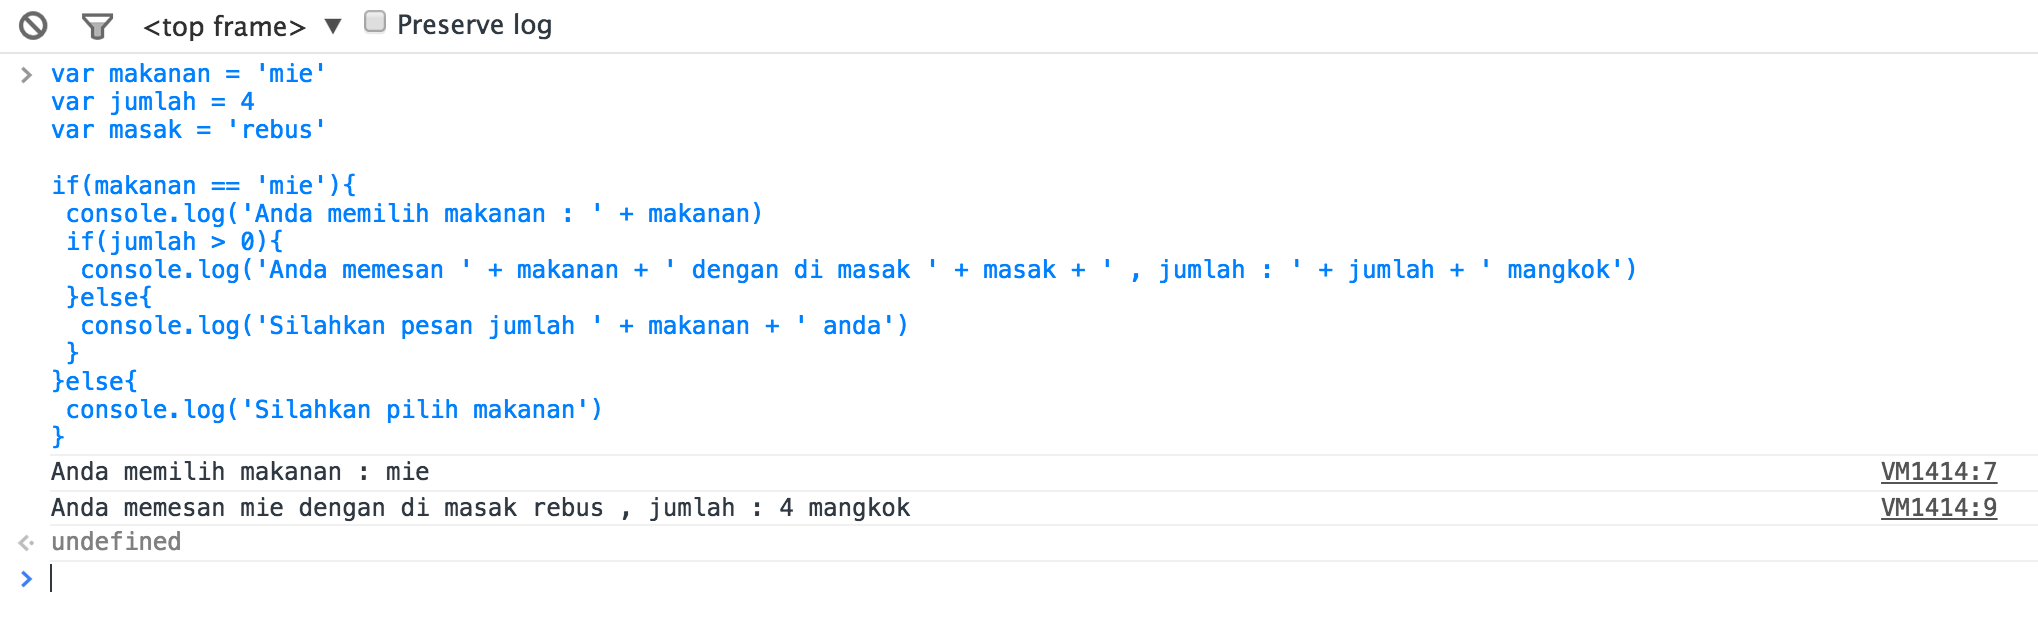 <top frame> ▼ Preserve log
var makanan = 'mie'
var jumlah = 4
var masak = 'rebus'
if(makanan == 'mie'){
 console.log('Anda memilih makanan : ' + makanan)
 if(jumlah > 0){
  console.log('Anda memesan ' + makanan + ' dengan di masak ' + masak + ' , jumlah : ' + jumlah + ' mangkok')
 }else{
  console.log('Silahkan pesan jumlah ' + makanan + ' anda')
 }
}else{
 console.log('Silahkan pilih makanan')
}
Anda memilih makanan : mie VM1414:7
Anda memesan mie dengan di masak rebus , jumlah : 4 mangkok VM1414:9
undefined